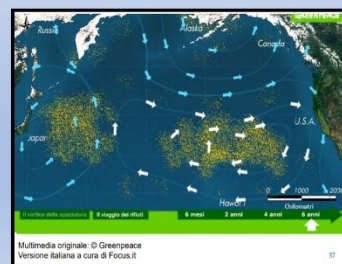 GREENPEACE
Russia
Alaska
Canada
Japan
U.S.A.
Hawaii
0 1000 2000
Chilometri
Il vortice della spazzatura Il viaggio dei rifiuti 6 mesi 2 anni 4 anni 6 anni
Multimedia originale: © Greenpeace
Versione italiana a cura di Focus.it
37